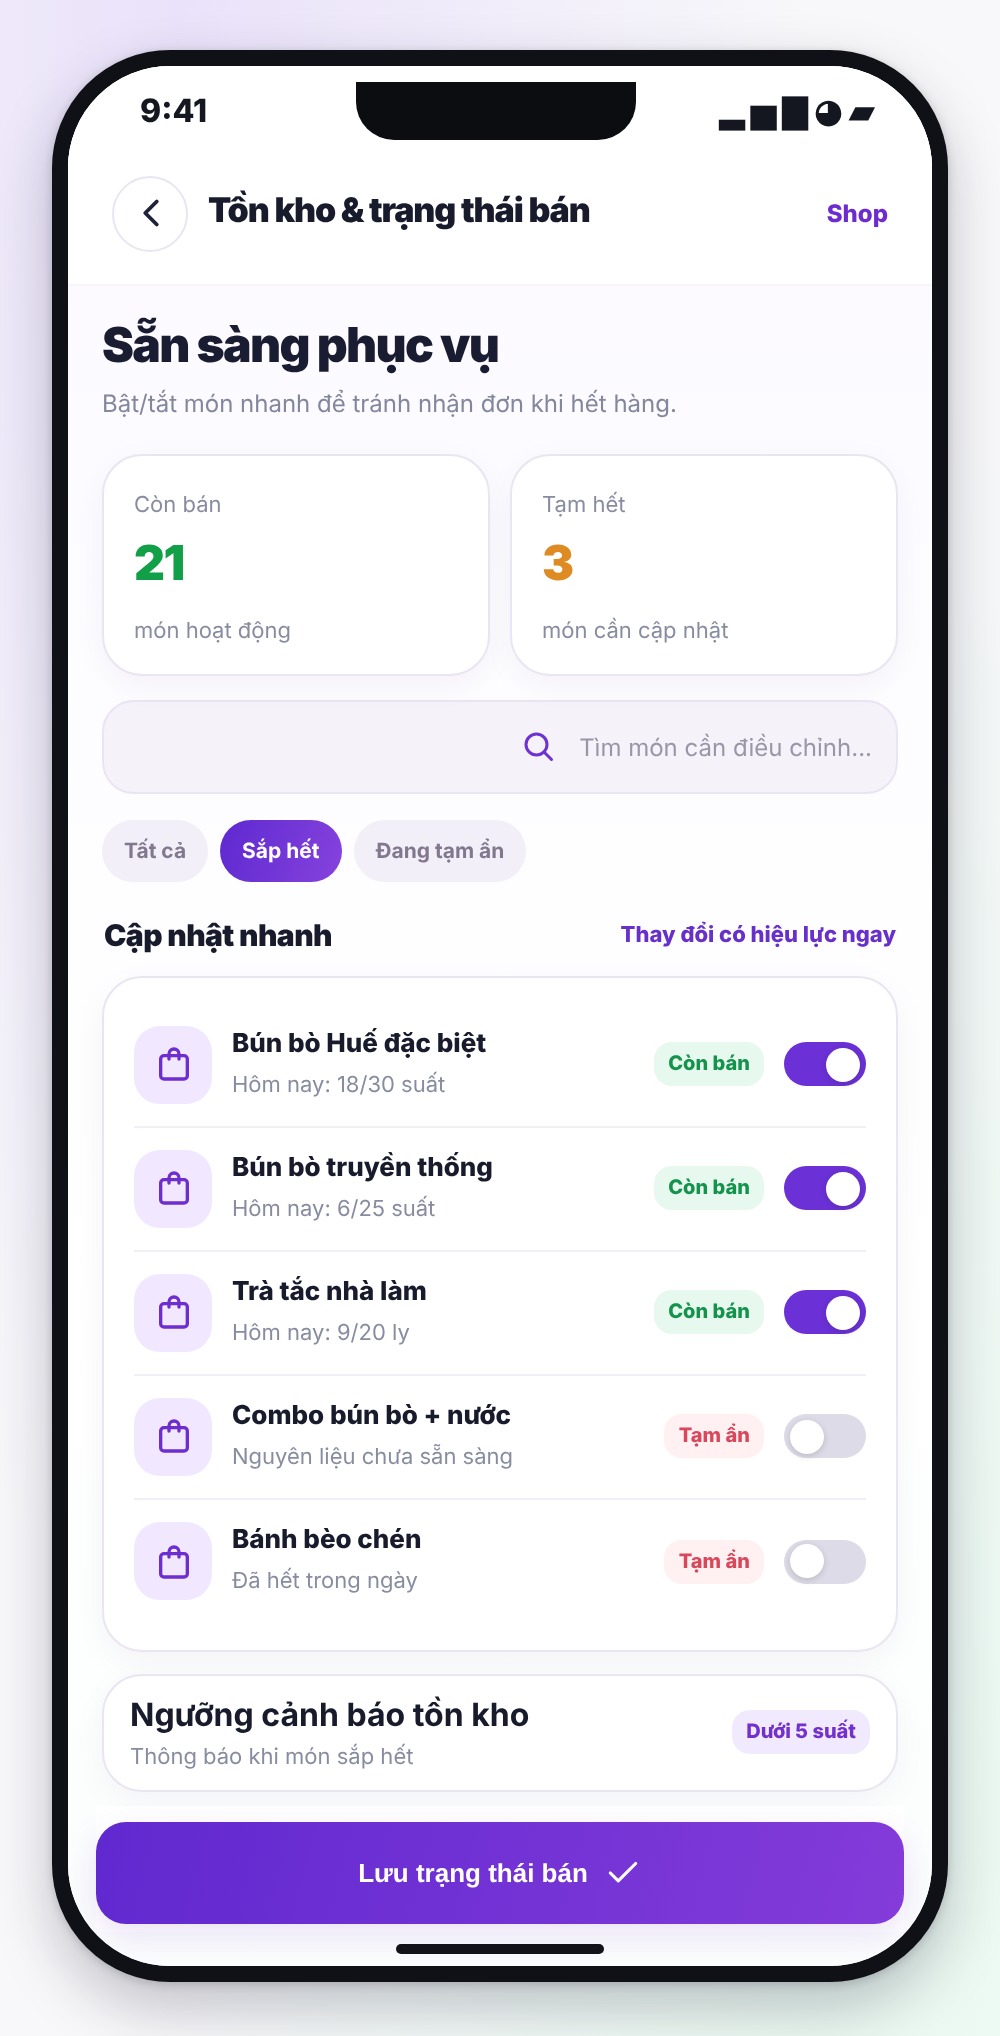 9:41
Tồn kho & trạng thái bán
Shop
Sẵn sàng phục vụ
Bật/tắt món nhanh để tránh nhận đơn khi hết hàng.
Còn bán
21
món hoạt động
Tạm hết
3
món cần cập nhật
Tìm món cần điều chỉnh...
Tất cả
Sắp hết
Đang tạm ẩn
Cập nhật nhanh
Thay đổi có hiệu lực ngay
Bún bò Huế đặc biệt
Hôm nay: 18/30 suất
Còn bán
Bún bò truyền thống
Hôm nay: 6/25 suất
Còn bán
Trà tắc nhà làm
Hôm nay: 9/20 ly
Còn bán
Combo bún bò + nước
Nguyên liệu chưa sẵn sàng
Tạm ẩn
Bánh bèo chén
Đã hết trong ngày
Tạm ẩn
Ngưỡng cảnh báo tồn kho
Thông báo khi món sắp hết
Dưới 5 suất
Lưu trạng thái bán